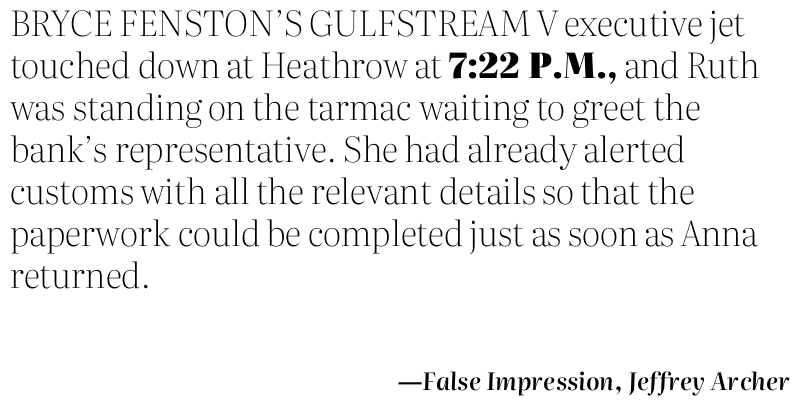 BRYCE FENSTON’S GULFSTREAM V executive jet
touched down at Heathrow at 7:22 P.M., and Ruth
was standing on the tarmac waiting to greet the
bank’s representative. She had already alerted
customs with all the relevant details so that the
paperwork could be completed just as soon as Anna
returned.
—False Impression, Jeffrey Archer